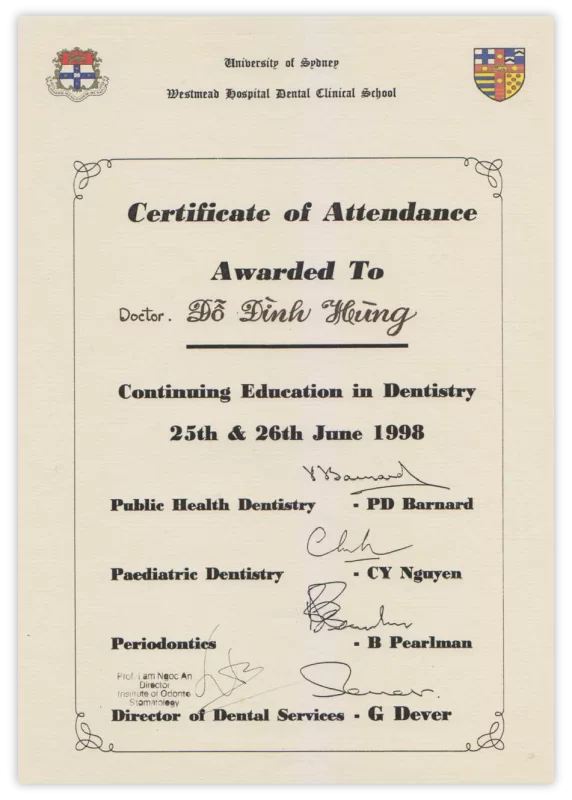 University of Sydney
Westmead Hospital Dental Clinical School
Certificate of Attendance
Awarded To
Doctor. Đỗ Đình Hùng
Continuing Education in Dentistry
25th & 26th June 1998
Public Health Dentistry - PD Barnard
Paediatric Dentistry - CY Nguyen
Periodontics - B Pearlman
Prof. Lam Ngoc An
Director
Institute of Odonto
Stomatology
Director of Dental Services - G Dever